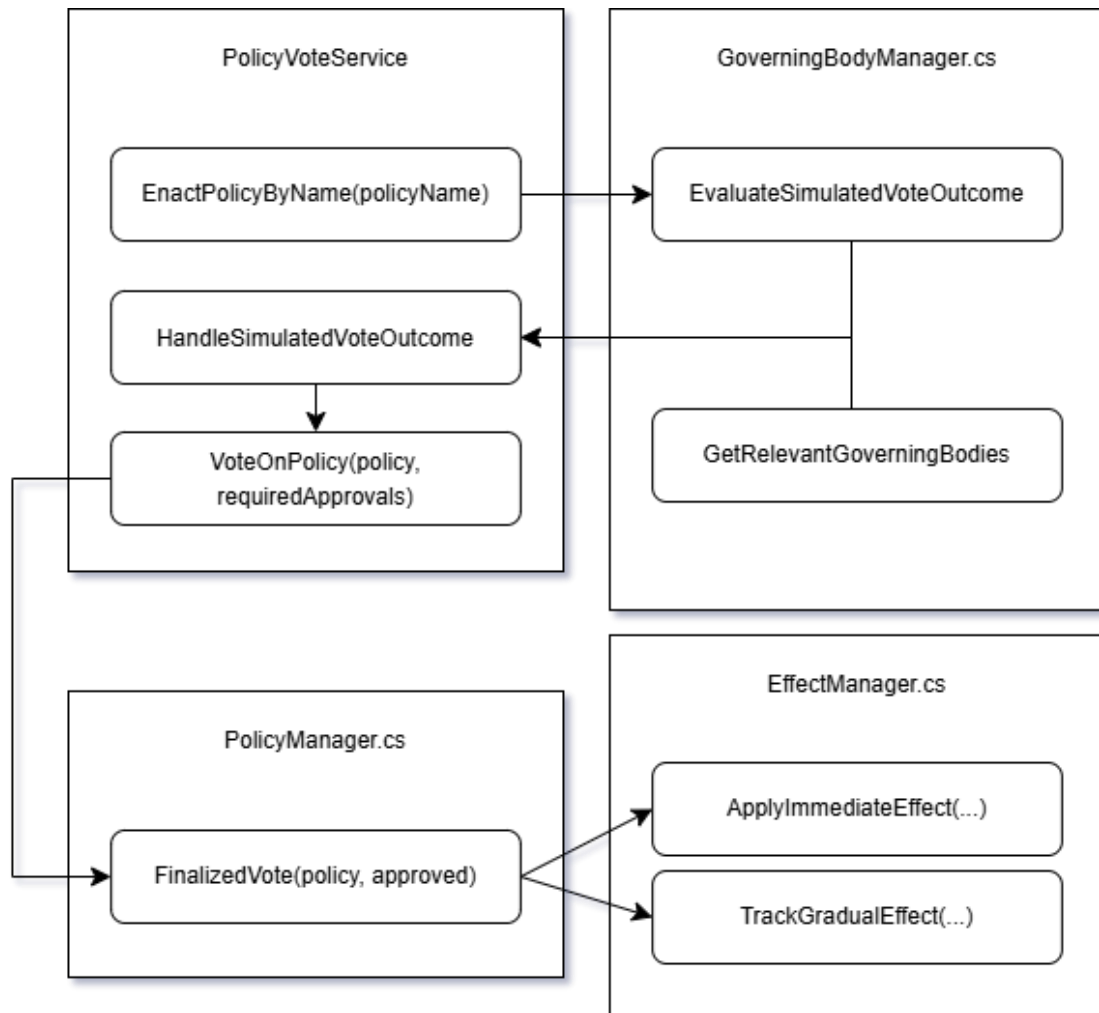 PolicyVoteService
EnactPolicyByName(policyName)
HandleSimulatedVoteOutcome
VoteOnPolicy(policy,
requiredApprovals)
GoverningBodyManager.cs
EvaluateSimulatedVoteOutcome
GetRelevantGoverningBodies
PolicyManager.cs
FinalizedVote(policy, approved)
EffectManager.cs
ApplyImmediateEffect(...)
TrackGradualEffect(...)